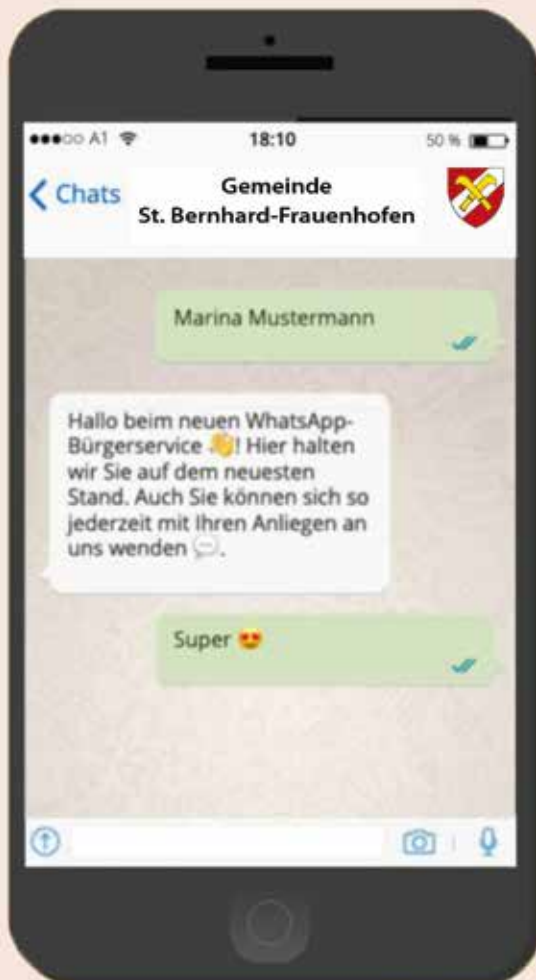 A1 18:10 50 %
Chats
Gemeinde
St. Bernhard-Frauenhofen
Marina Mustermann
Hallo beim neuen WhatsApp-
Bürgerservice 👋! Hier halten
wir Sie auf dem neuesten
Stand. Auch Sie können sich so
jederzeit mit Ihren Anliegen an
uns wenden 💬.
Super 😍